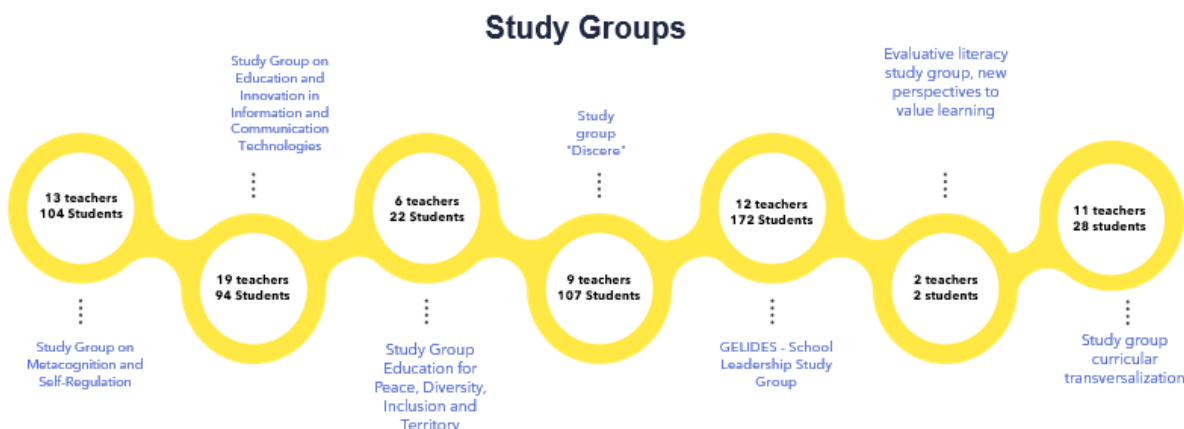 Study Groups
13 teachers
104 Students
Study Group on
Metacognition and
Self-Regulation
Study Group on
Education and
Innovation in
Information and
Communication
Technologies
19 teachers
94 Students
6 teachers
22 Students
Study Group
Education for
Peace, Diversity,
Inclusion and
Territory
Study
group
"Discere"
9 teachers
107 Students
12 teachers
172 Students
GELIDES - School
Leadership Study
Group
Evaluative literacy
study group, new
perspectives to
value learning
2 teachers
2 students
11 teachers
28 students
Study group
curricular
transversalization